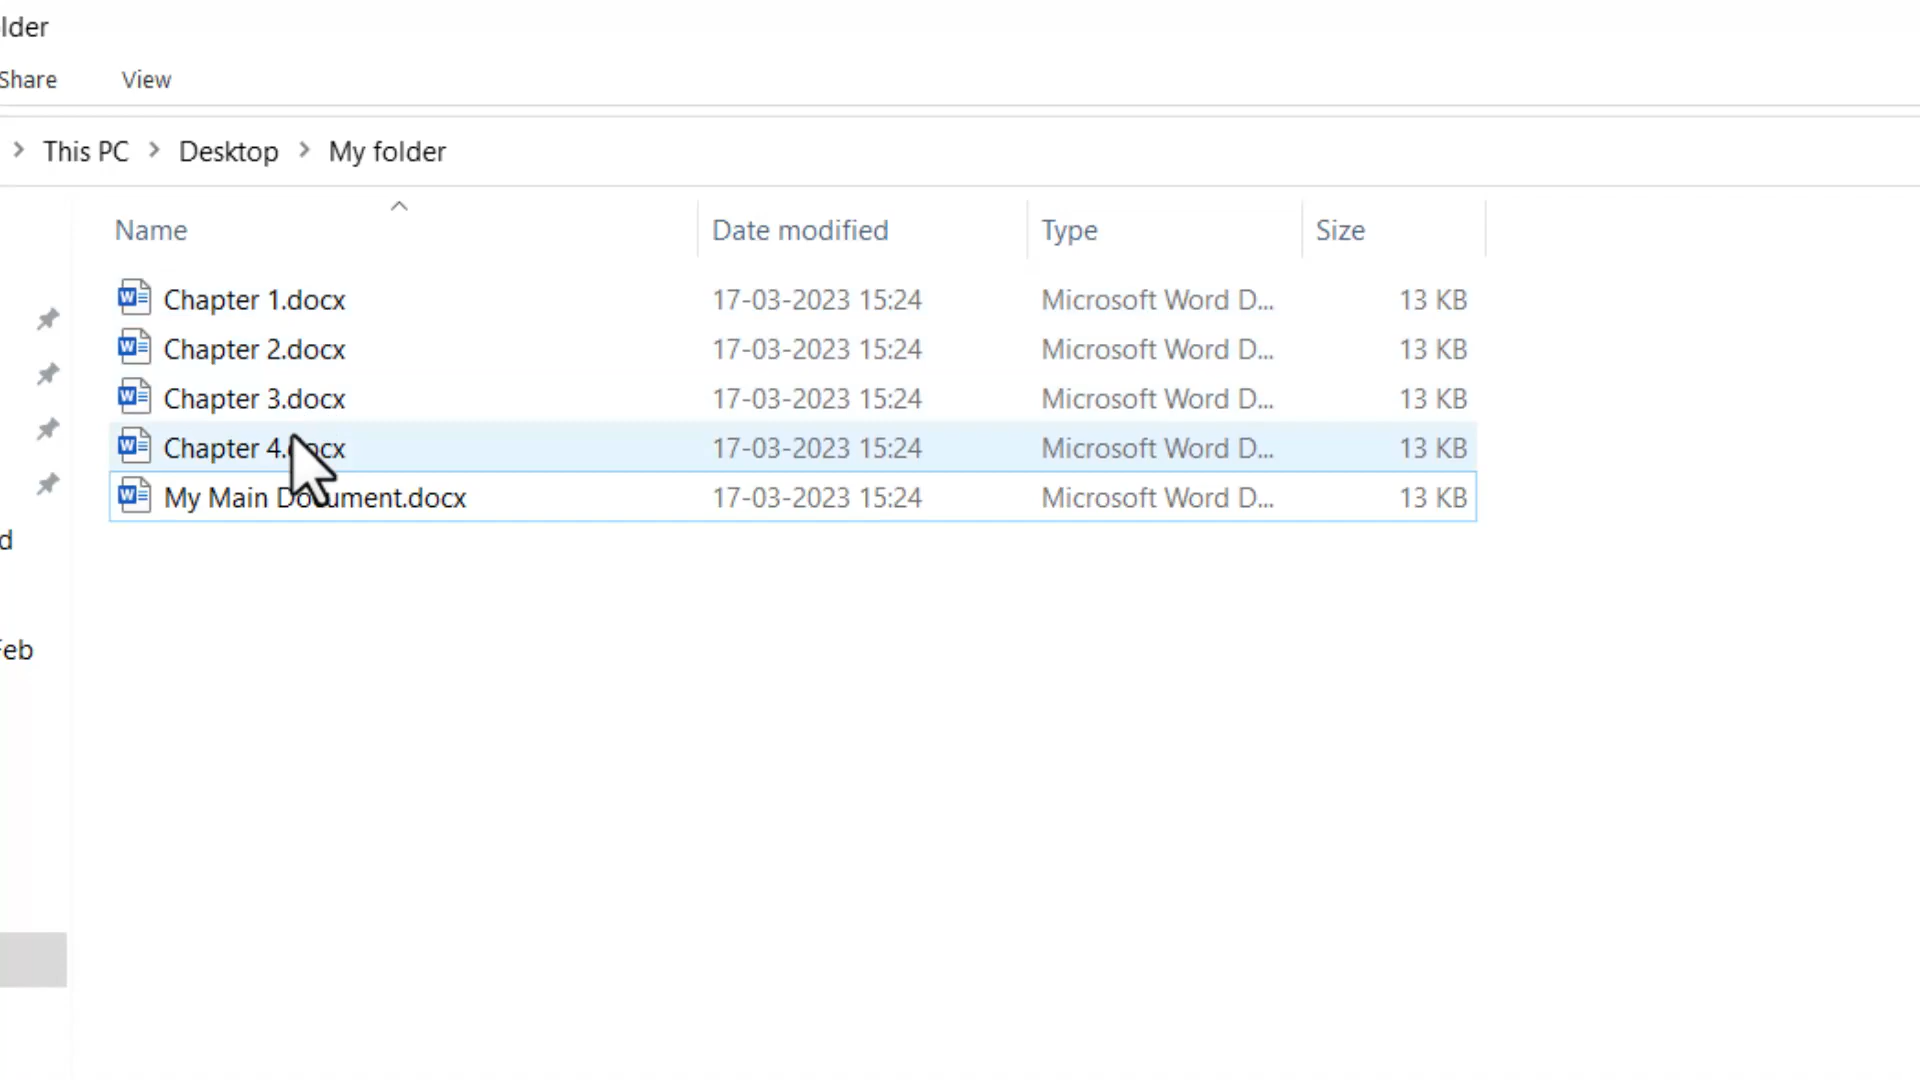 lder
Share View
This PC Desktop My folder
Name Date modified Type Size
Chapter 1.docx 17-03-2023 15:24 Microsoft Word D... 13 KB
Chapter 2.docx 17-03-2023 15:24 Microsoft Word D... 13 KB
Chapter 3.docx 17-03-2023 15:24 Microsoft Word D... 13 KB
Chapter 4.docx 17-03-2023 15:24 Microsoft Word D... 13 KB
My Main Document.docx 17-03-2023 15:24 Microsoft Word D... 13 KB
d
Feb